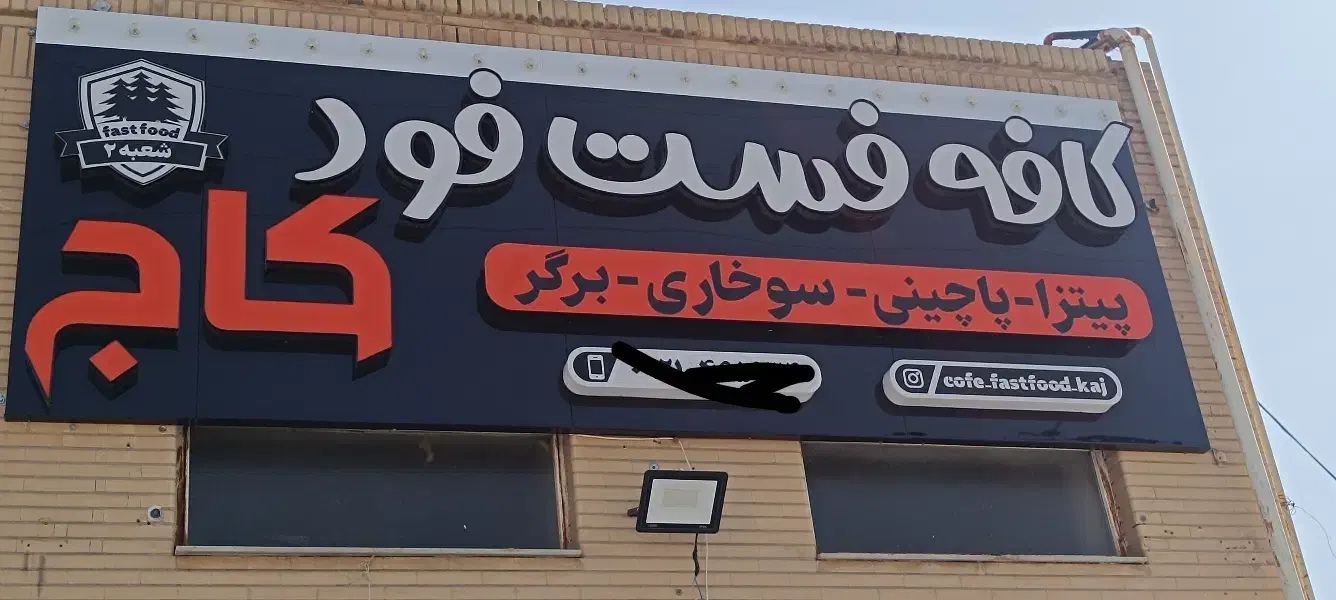 کافه فست فود
fast food
شعبه ۲
کاج
پیتزا-پاچینی-سوخاری-برگر
cofe_fastfood_kaj